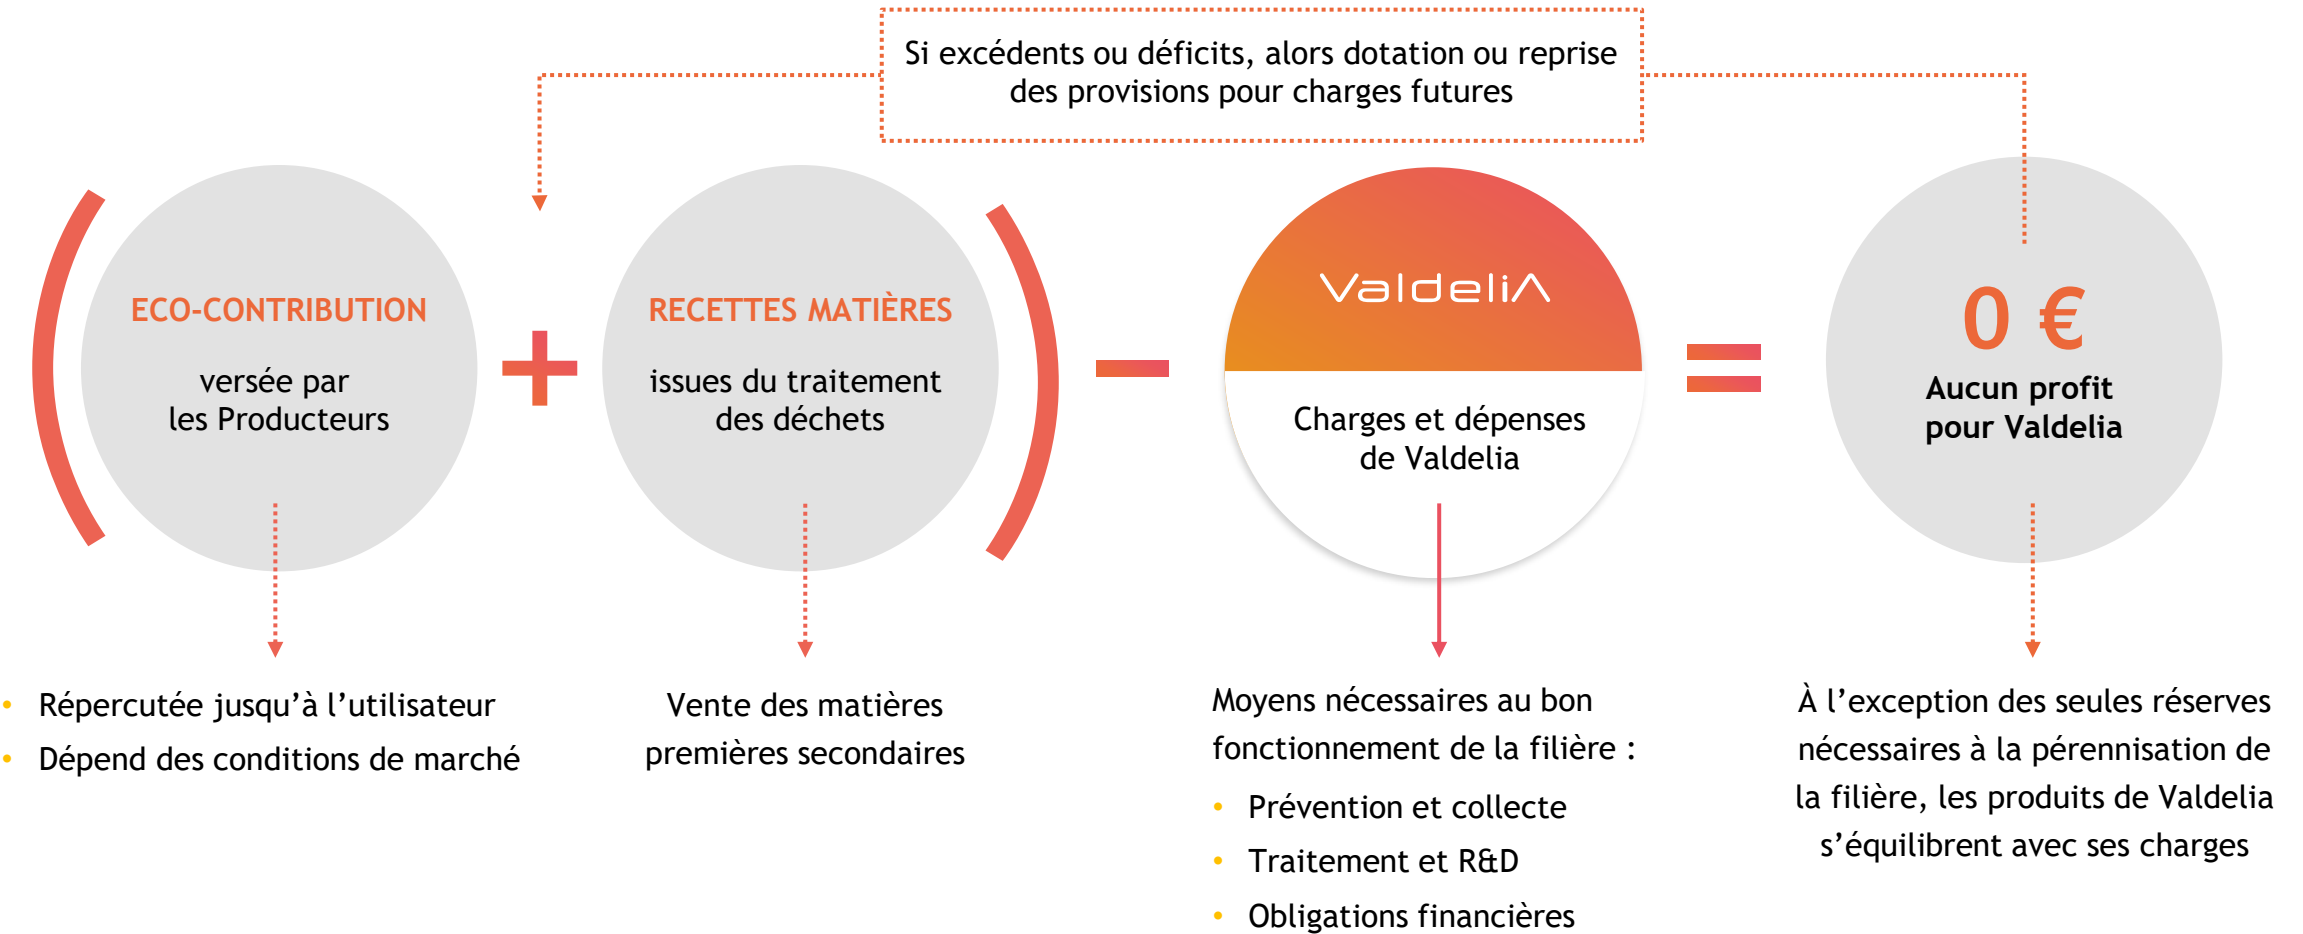 Si excédents ou déficits, alors dotation ou reprise
des provisions pour charges futures
ECO-CONTRIBUTION
versée par
les Producteurs
+
RECETTES MATIÈRES
issues du traitement
des déchets
−
ValdeliA
Charges et dépenses
de Valdelia
=
0 €
Aucun profit
pour Valdelia
• Répercutée jusqu’à l’utilisateur
• Dépend des conditions de marché
Vente des matières
premières secondaires
Moyens nécessaires au bon
fonctionnement de la filière :
• Prévention et collecte
• Traitement et R&D
• Obligations financières
À l’exception des seules réserves
nécessaires à la pérennisation de
la filière, les produits de Valdelia
s’équilibrent avec ses charges